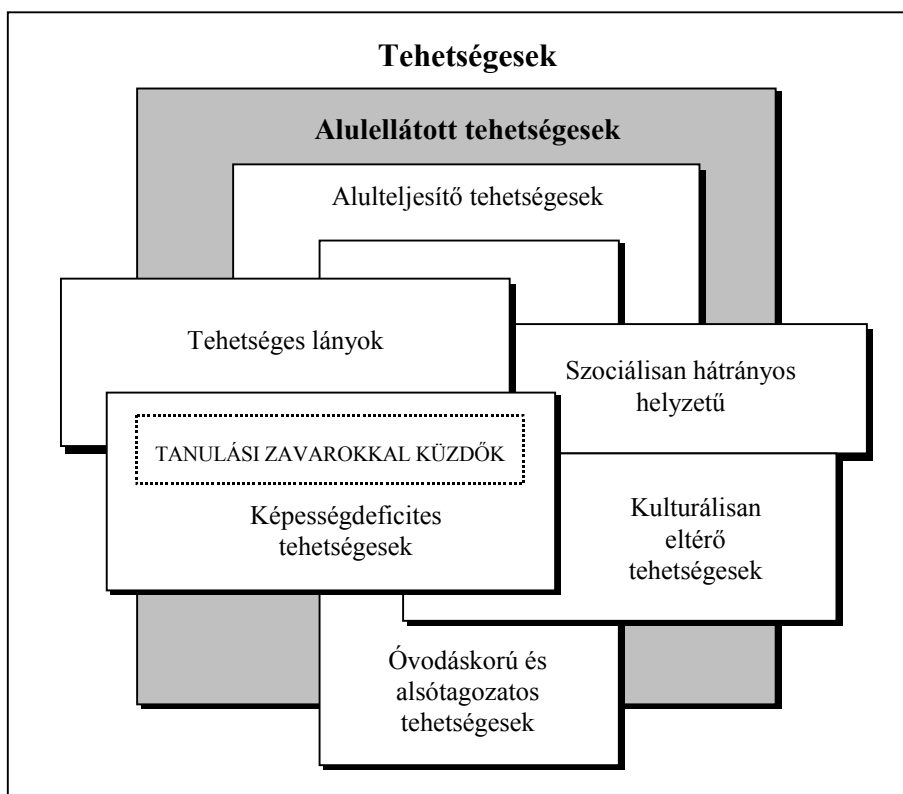 Tehetségesek
Alulellátott tehetségesek
Alulteljesítő tehetségesek
Tehetséges lányok
Szociálisan hátrányos
helyzetű
TANULÁSI ZAVAROKKAL KÜZDŐK
Képességdeficites
tehetségesek
Kulturálisan
eltérő
tehetségesek
Óvodáskorú és
alsótagozatos
tehetségesek